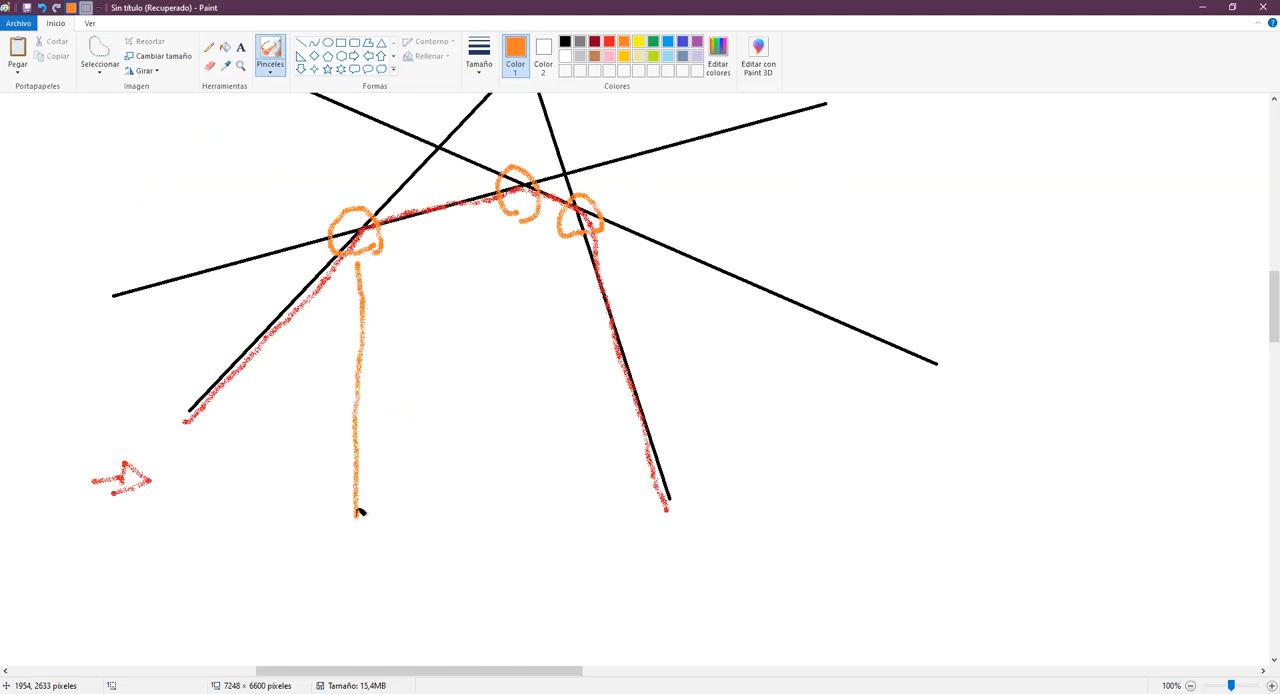 Sin título (Recuperado) - Paint
Archivo Inicio Ver
Pegar
Cortar
Copiar
Portapapeles
Seleccionar
Recortar
Cambiar tamaño
Girar
Imagen
A
Herramientas
Pinceles
Contorno
Rellenar
Formas
Tamaño
Color 1
Color 2
Editar colores
Editar con Paint 3D
Colores
1954, 2633 píxeles
7248 × 6600 píxeles
Tamaño: 15,4MB
100%